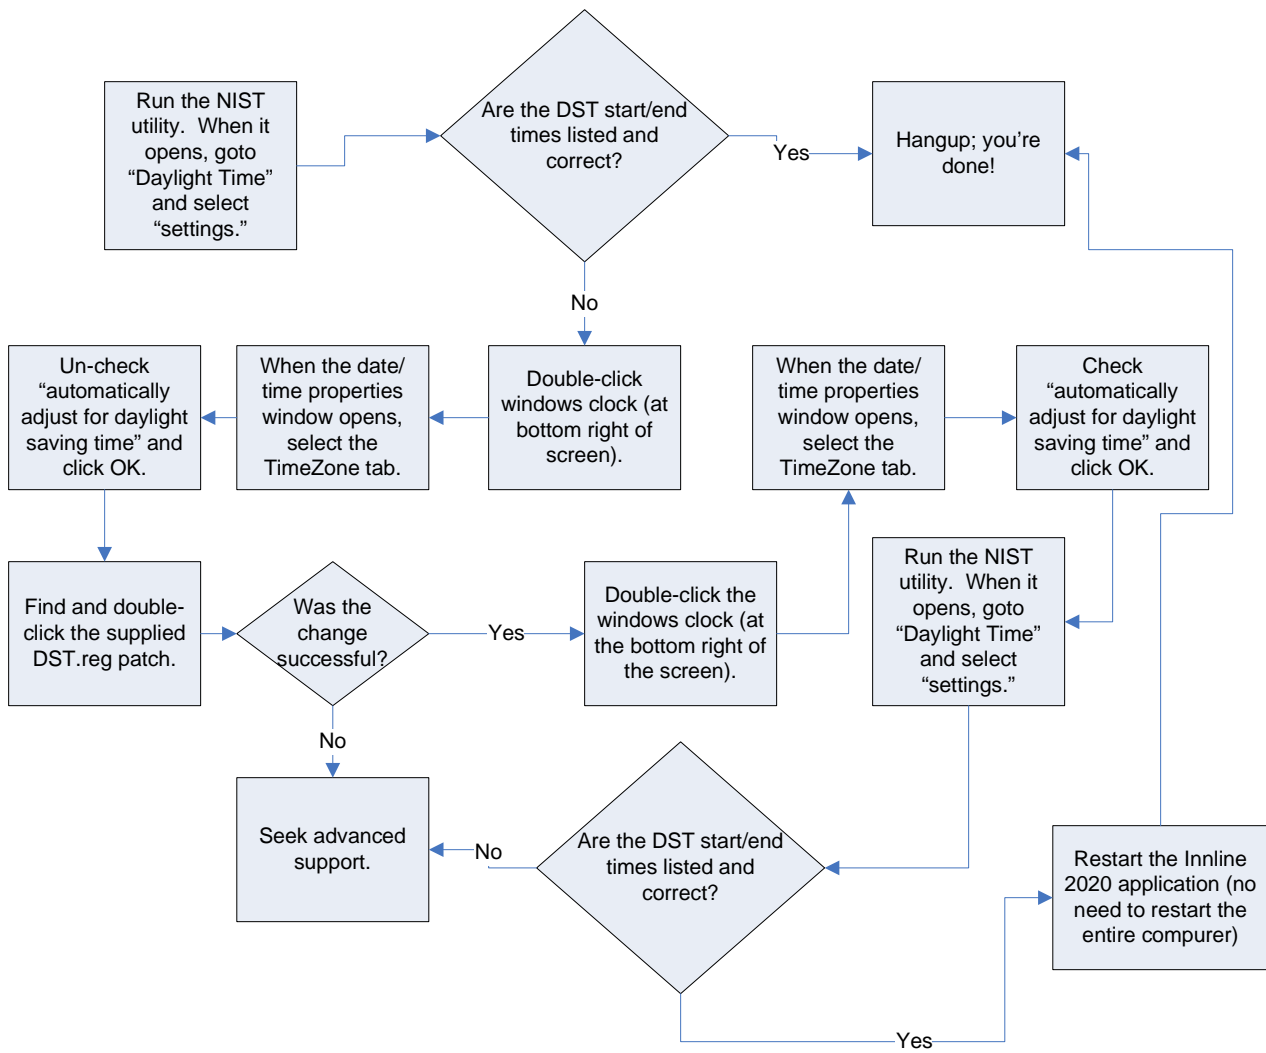 Run the NIST
utility.  When it
opens, goto
“Daylight Time”
and select
“settings.”
Are the DST start/end
times listed and
correct?
Yes
Hangup; you’re
done!
No
Double-click
windows clock (at
bottom right of
screen).
When the date/
time properties
window opens,
select the
TimeZone tab.
Un-check
“automatically
adjust for daylight
saving time” and
click OK.
Find and double-
click the supplied
DST.reg patch.
Was the
change
successful?
Yes
Double-click the
windows clock (at
the bottom right of
the screen).
When the date/
time properties
window opens,
select the
TimeZone tab.
Check
“automatically
adjust for daylight
saving time” and
click OK.
Run the NIST
utility.  When it
opens, goto
“Daylight Time”
and select
“settings.”
No
Seek advanced
support.
No
Are the DST start/end
times listed and
correct?
Yes
Restart the Innline
2020 application (no
need to restart the
entire compurer)